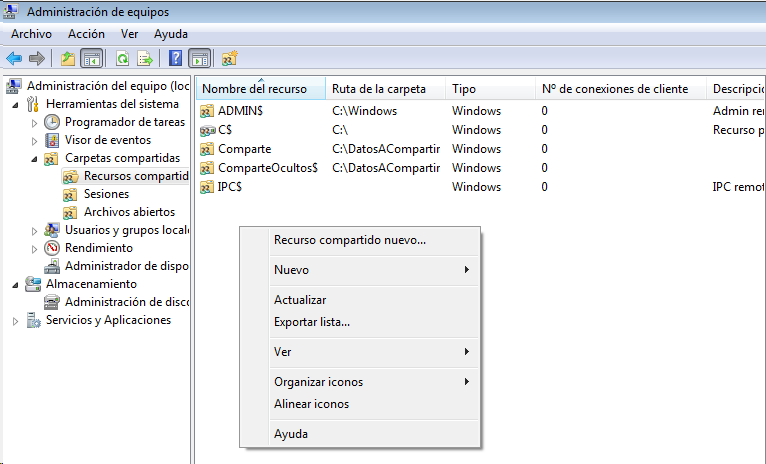 Administración de equipos
Archivo Acción Ver Ayuda
Administración del equipo (loc
Herramientas del sistema
Programador de tareas
Visor de eventos
Carpetas compartidas
Recursos compartid
Sesiones
Archivos abiertos
Usuarios y grupos locale
Rendimiento
Administrador de dispo
Almacenamiento
Administración de disco
Servicios y Aplicaciones
Nombre del recurso Ruta de la carpeta Tipo Nº de conexiones de cliente Descripció
ADMIN$ C:\Windows Windows 0 Admin ren
C$ C:\ Windows 0 Recurso p
Comparte C:\DatosACompartir Windows 0
ComparteOcultos$ C:\DatosACompartir Windows 0
IPC$ Windows 0 IPC remot
Recurso compartido nuevo...
Nuevo
Actualizar
Exportar lista...
Ver
Organizar iconos
Alinear iconos
Ayuda